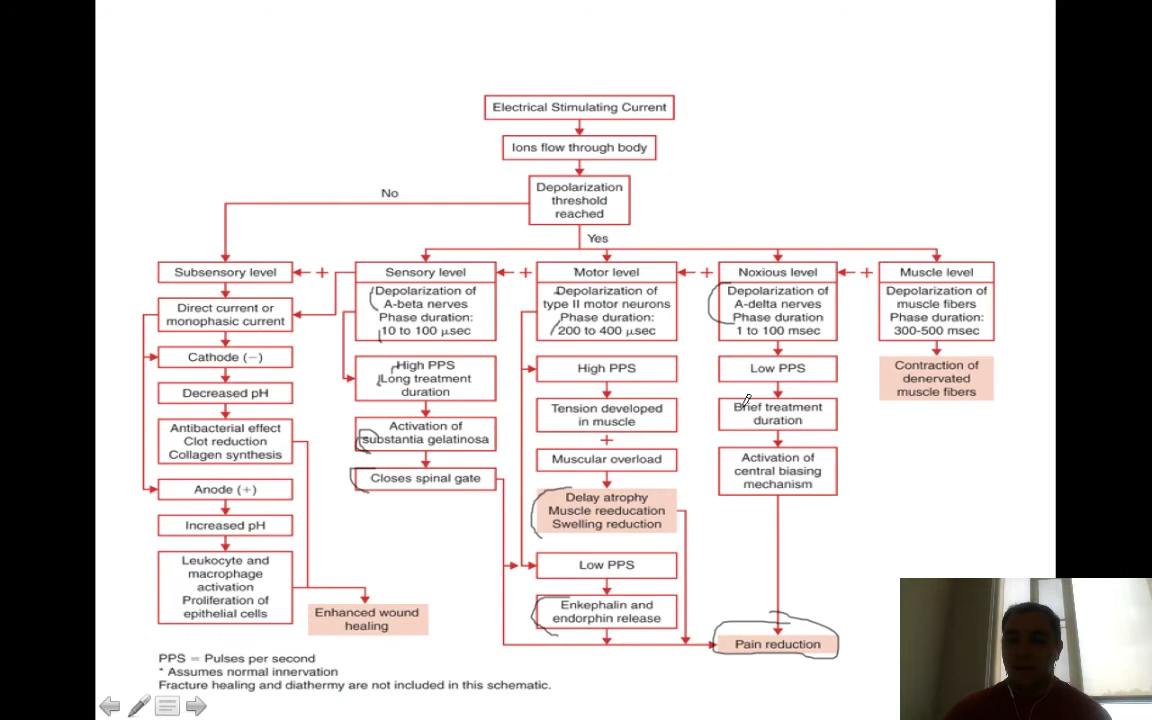 Electrical Stimulating Current
Ions flow through body
Depolarization
threshold
reached
No
Yes
Subsensory level
+
Sensory level
+
Motor level
+
Noxious level
+
Muscle level
Direct current or
monophasic current
Cathode (−)
Decreased pH
Antibacterial effect
Clot reduction
Collagen synthesis
Anode (+)
Increased pH
Leukocyte and
macrophage
activation
Proliferation of
epithelial cells
Enhanced wound
healing
Depolarization of
A-beta nerves
Phase duration:
10 to 100 μsec
High PPS
Long treatment
duration
Activation of
substantia gelatinosa
Closes spinal gate
Depolarization of
type II motor neurons
Phase duration:
200 to 400 μsec
High PPS
Tension developed
in muscle
+
Muscular overload
Delay atrophy
Muscle reeducation
Swelling reduction
Low PPS
Enkephalin and
endorphin release
Depolarization of
A-delta nerves
Phase duration
1 to 100 msec
Low PPS
Brief treatment
duration
Activation of
central biasing
mechanism
Pain reduction
Depolarization of
muscle fibers
Phase duration:
300-500 msec
Contraction of
denervated
muscle fibers
PPS = Pulses per second
* Assumes normal innervation
Fracture healing and diathermy are not included in this schematic.